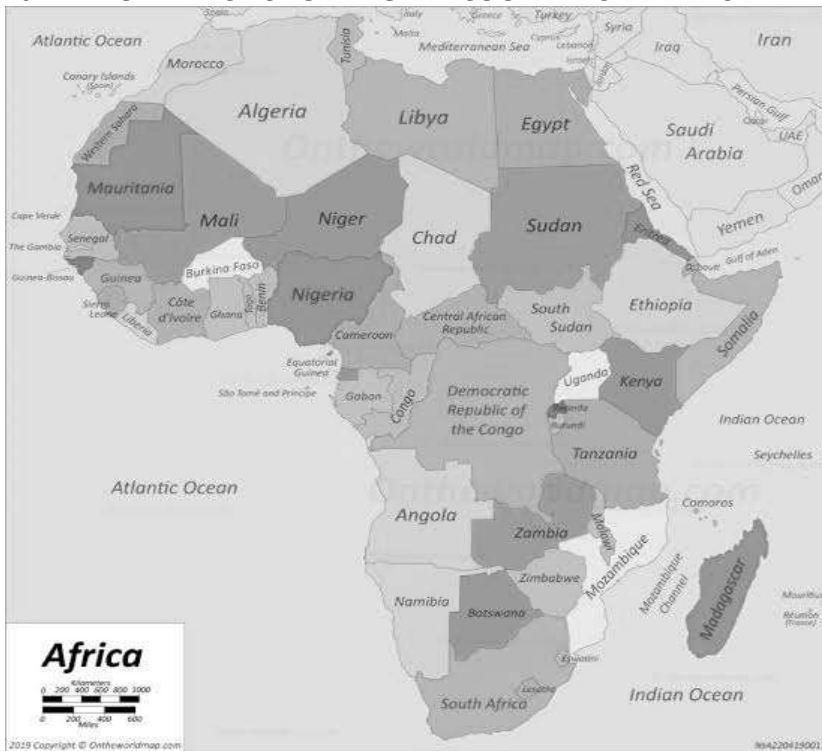 Spain
Italy
Greece
Turkey
Atlantic Ocean
Tunisia
Malta
Cyprus
Syria
Lebanon
Iraq
Iran
Mediterranean Sea
Israel
Jordan
Morocco
Canary Islands
(Spain)
Algeria
Libya
Egypt
Persian Gulf
Qatar
UAE
Saudi
Arabia
Oman
Western Sahara
Red Sea
Mauritania
Mali
Niger
Chad
Sudan
Eritrea
Yemen
Cape Verde
Senegal
The Gambia
Guinea-Bissau
Guinea
Burkina Faso
Djibouti
Gulf of Aden
Sierra
Leone
Liberia
Côte
d'Ivoire
Ghana
Togo
Benin
Nigeria
Cameroon
Central African
Republic
South
Sudan
Ethiopia
Somalia
Equatorial
Guinea
São Tomé and Príncipe
Gabon
Congo
Democratic
Republic of
the Congo
Uganda
Kenya
Rwanda
Burundi
Tanzania
Indian Ocean
Seychelles
Atlantic Ocean
Angola
Zambia
Malawi
Comoros
Mozambique
Mozambique
Channel
Madagascar
Mauritius
Réunion
(France)
Namibia
Botswana
Zimbabwe
Eswatini
Lesotho
South Africa
Indian Ocean
Africa
Kilometers
0 200 400 600 800 1000
0 200 400 600
Miles
2019 Copyright © Ontheworldmap.com